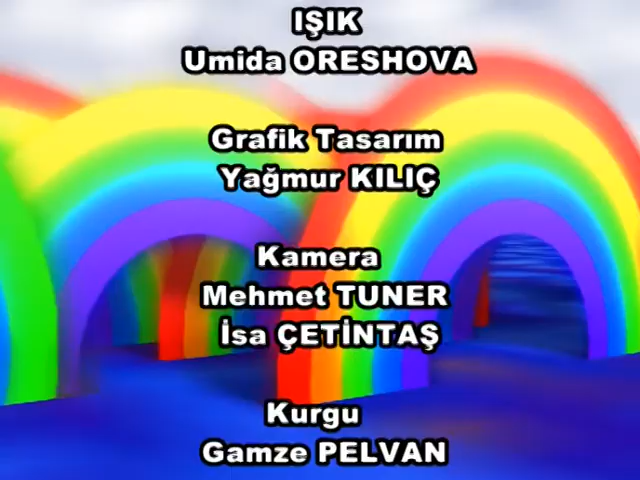 IŞIK
Umida ORESHOVA
Grafik Tasarım
Yağmur KILIÇ
Kamera
Mehmet TUNER
İsa ÇETİNTAŞ
Kurgu
Gamze PELVAN